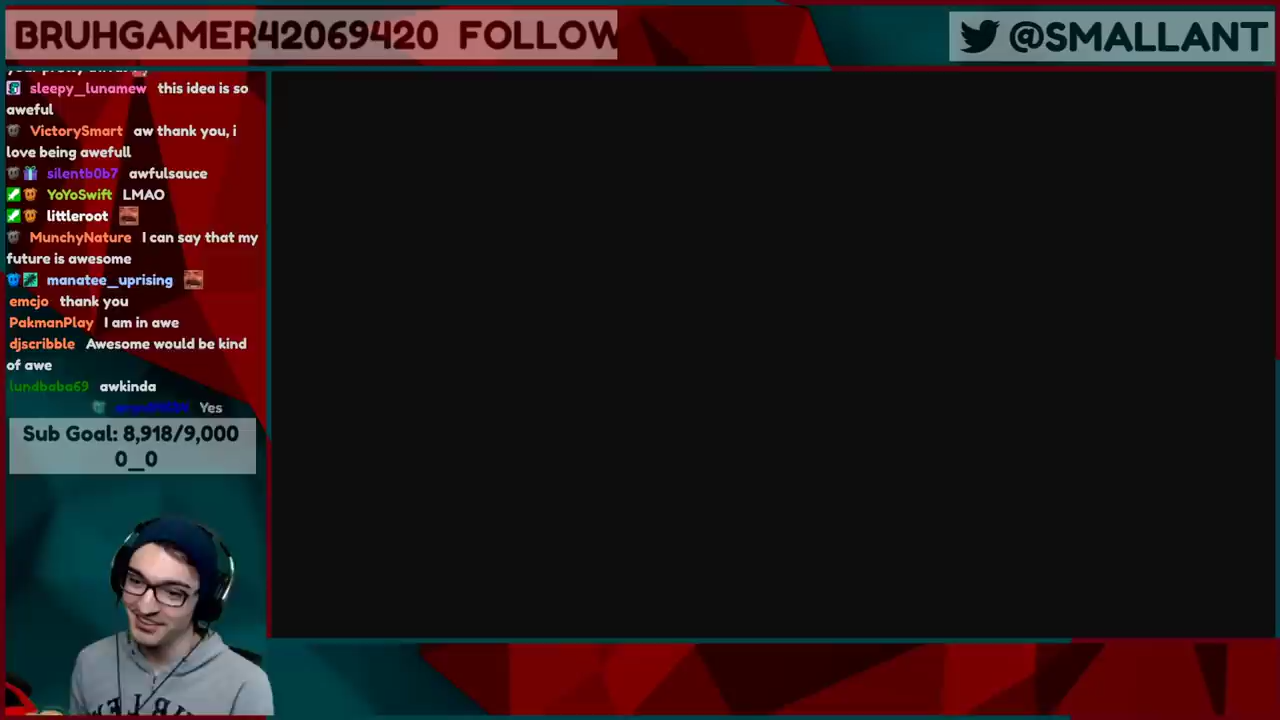 BRUHGAMER42069420 FOLLOW
@SMALLANT
sleepy_lunamew this idea is so
aweful
VictorySmart aw thank you, i
love being awefull
silentb0b7 awfulsauce
YoYoSwift LMAO
littleroot
MunchyNature I can say that my
future is awesome
manatee_uprising
emcjo thank you
PakmanPlay I am in awe
djscribble Awesome would be kind
of awe
lundbaba69 awkinda
Yes
Sub Goal: 8,918/9,000
0_0